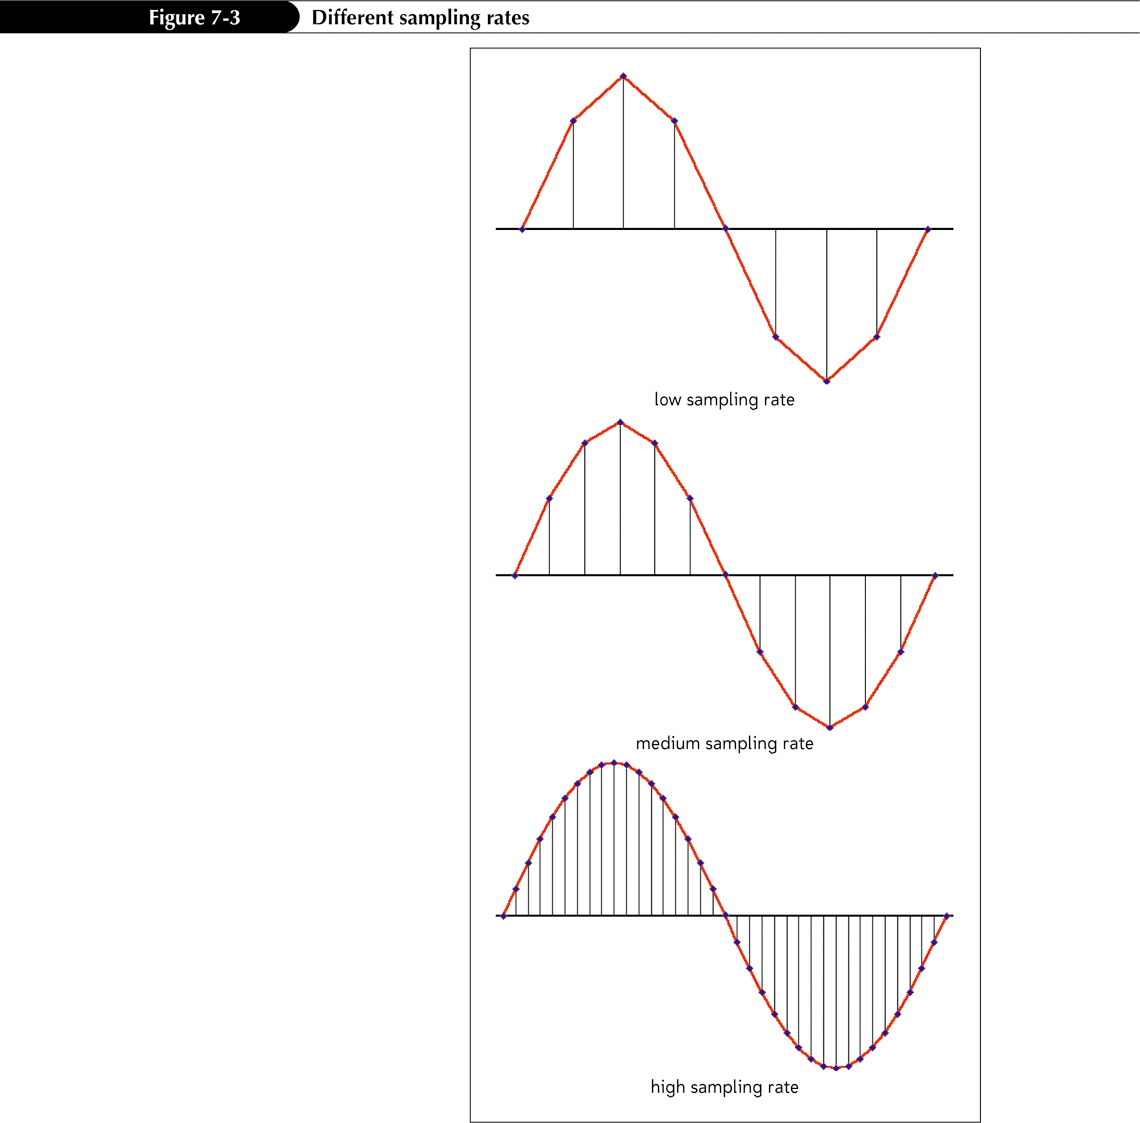 Figure 7-3 Different sampling rates
low sampling rate
medium sampling rate
high sampling rate